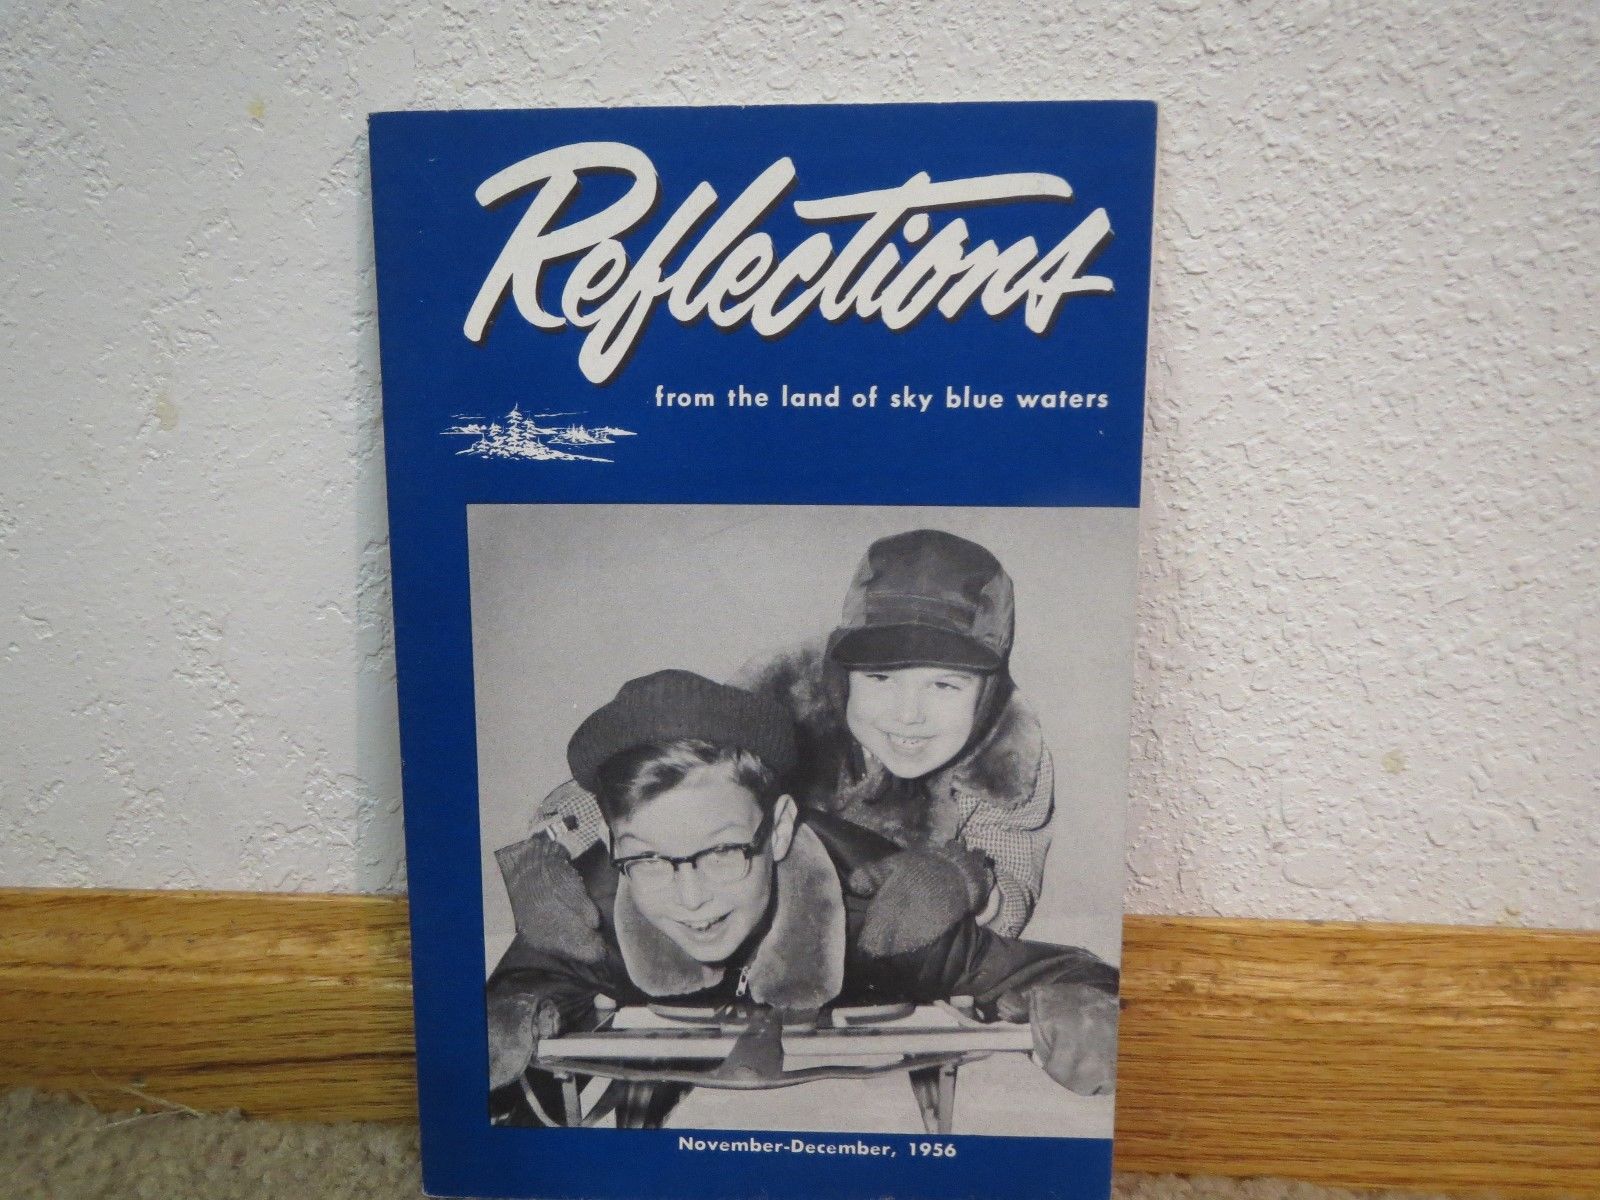 Reflections
from the land of sky blue waters
November-December, 1956